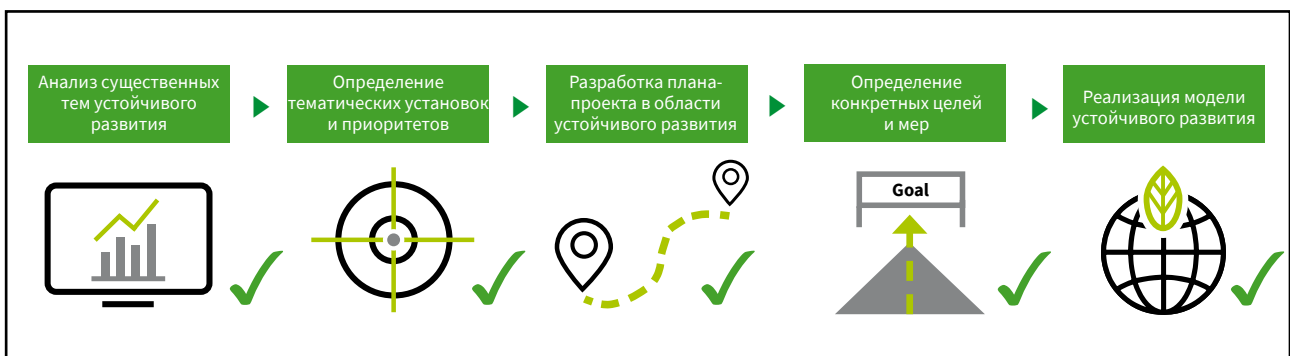 Анализ существенных
тем устойчивого
развития
Определение
тематических установок
и приоритетов
Разработка плана-
проекта в области
устойчивого развития
Определение
конкретных целей
и мер
Реализация модели
устойчивого развития
Goal